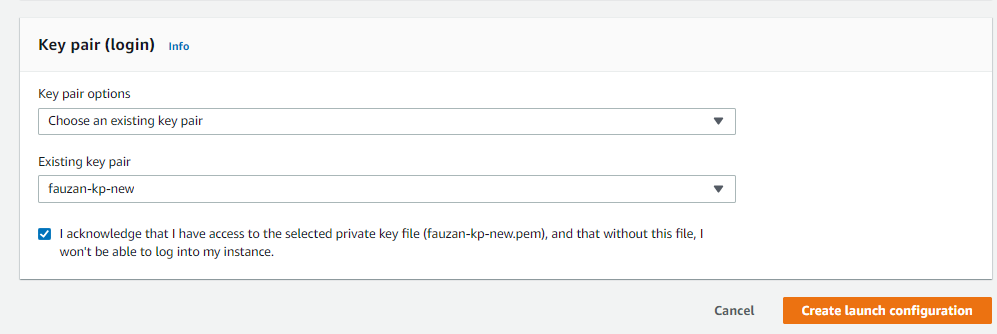 Key pair (login) Info
Key pair options
Choose an existing key pair
Existing key pair
fauzan-kp-new
I acknowledge that I have access to the selected private key file (fauzan-kp-new.pem), and that without this file, I
won't be able to log into my instance.
Cancel Create launch configuration